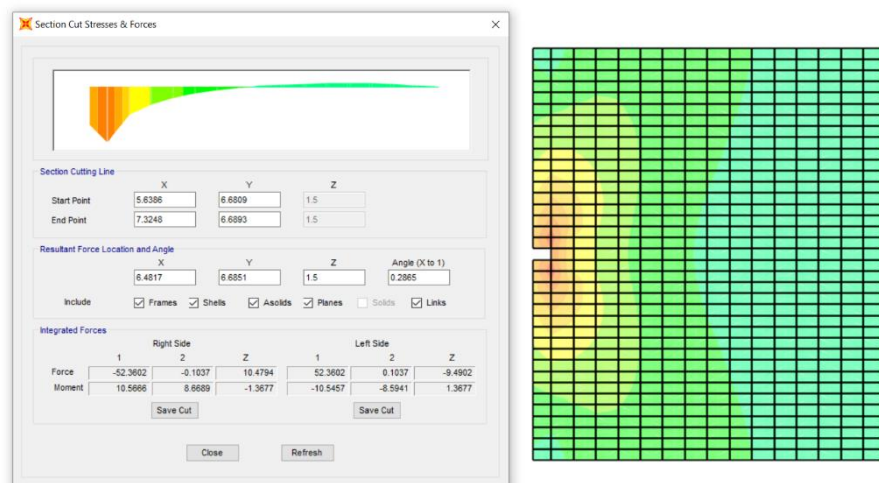 Section Cut Stresses & Forces
Section Cutting Line
X Y Z
Start Point 5.6386 6.6809 1.5
End Point 7.3248 6.6893 1.5
Resultant Force Location and Angle
X Y Z Angle (X to 1)
6.4817 6.6851 1.5 0.2865
Include Frames Shells Asolids Planes Solids Links
Integrated Forces
Right Side Left Side
1 2 Z 1 2 Z
Force -52.3602 -0.1037 10.4794 52.3602 0.1037 -9.4902
Moment 10.5666 8.6689 -1.3677 -10.5457 -8.5941 1.3677
Save Cut Save Cut
Close Refresh